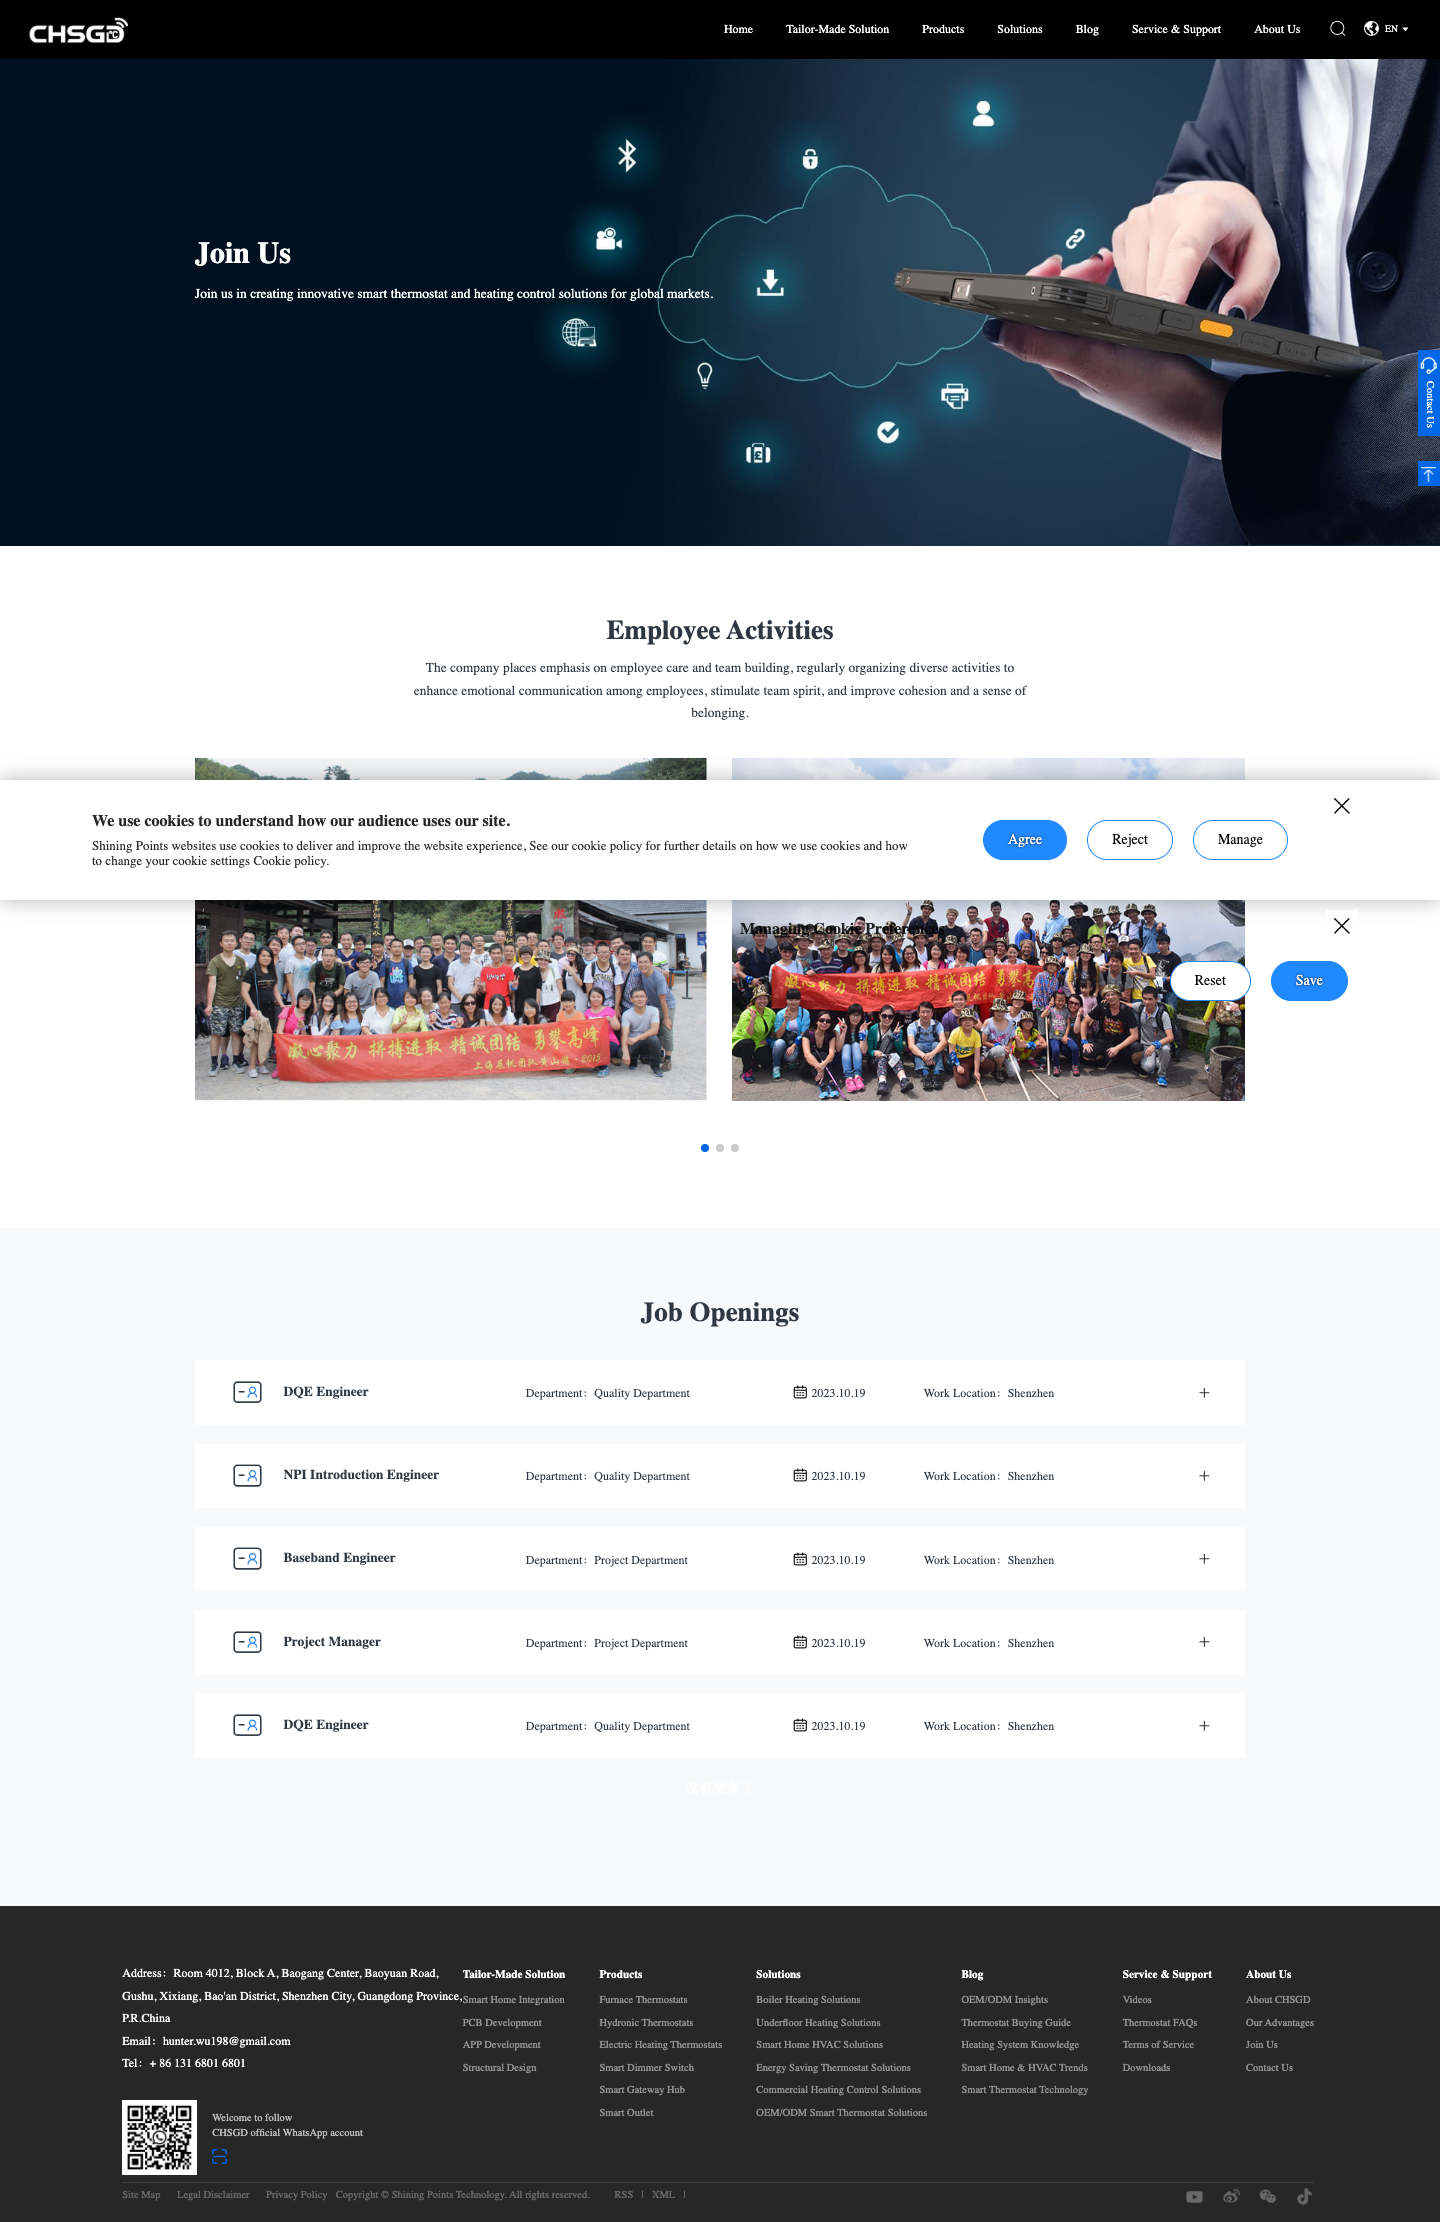 CHSGD
Home Tailor-Made Solution Products Solutions Blog Service & Support About Us EN
Join Us
Join us in creating innovative smart thermostat and heating control solutions for global markets.
Contact Us
Employee Activities
The company places emphasis on employee care and team building, regularly organizing diverse activities to
enhance emotional communication among employees, stimulate team spirit, and improve cohesion and a sense of
belonging.
We use cookies to understand how our audience uses our site.
Shining Points websites use cookies to deliver and improve the website experience, See our cookie policy for further details on how we use cookies and how
to change your cookie settings Cookie policy.
Agree Reject Manage
Managing Cookie Preferences
Reset Save
凝心聚力 拼搏进取 精诚团结 勇攀高峰
凝心聚力 拼搏进取 精诚团结 勇攀高
Job Openings
DQE Engineer Department：Quality Department 2023.10.19 Work Location：Shenzhen
NPI Introduction Engineer Department：Quality Department 2023.10.19 Work Location：Shenzhen
Baseband Engineer Department：Project Department 2023.10.19 Work Location：Shenzhen
Project Manager Department：Project Department 2023.10.19 Work Location：Shenzhen
DQE Engineer Department：Quality Department 2023.10.19 Work Location：Shenzhen
Address：Room 4012, Block A, Baogang Center, Baoyuan Road,
Gushu, Xixiang, Bao'an District, Shenzhen City, Guangdong Province,
P.R.China
Email：hunter.wu198@gmail.com
Tel：+ 86 131 6801 6801
Welcome to follow
CHSGD official WhatsApp account
Tailor-Made Solution
Smart Home Integration
PCB Development
APP Development
Structural Design
Products
Furnace Thermostats
Hydronic Thermostats
Electric Heating Thermostats
Smart Dimmer Switch
Smart Gateway Hub
Smart Outlet
Solutions
Boiler Heating Solutions
Underfloor Heating Solutions
Smart Home HVAC Solutions
Energy Saving Thermostat Solutions
Commercial Heating Control Solutions
OEM/ODM Smart Thermostat Solutions
Blog
OEM/ODM Insights
Thermostat Buying Guide
Heating System Knowledge
Smart Home & HVAC Trends
Smart Thermostat Technology
Service & Support
Videos
Thermostat FAQs
Terms of Service
Downloads
About Us
About CHSGD
Our Advantages
Join Us
Contact Us
Site Map Legal Disclaimer Privacy Policy Copyright © Shining Points Technology. All rights reserved. RSS | XML |